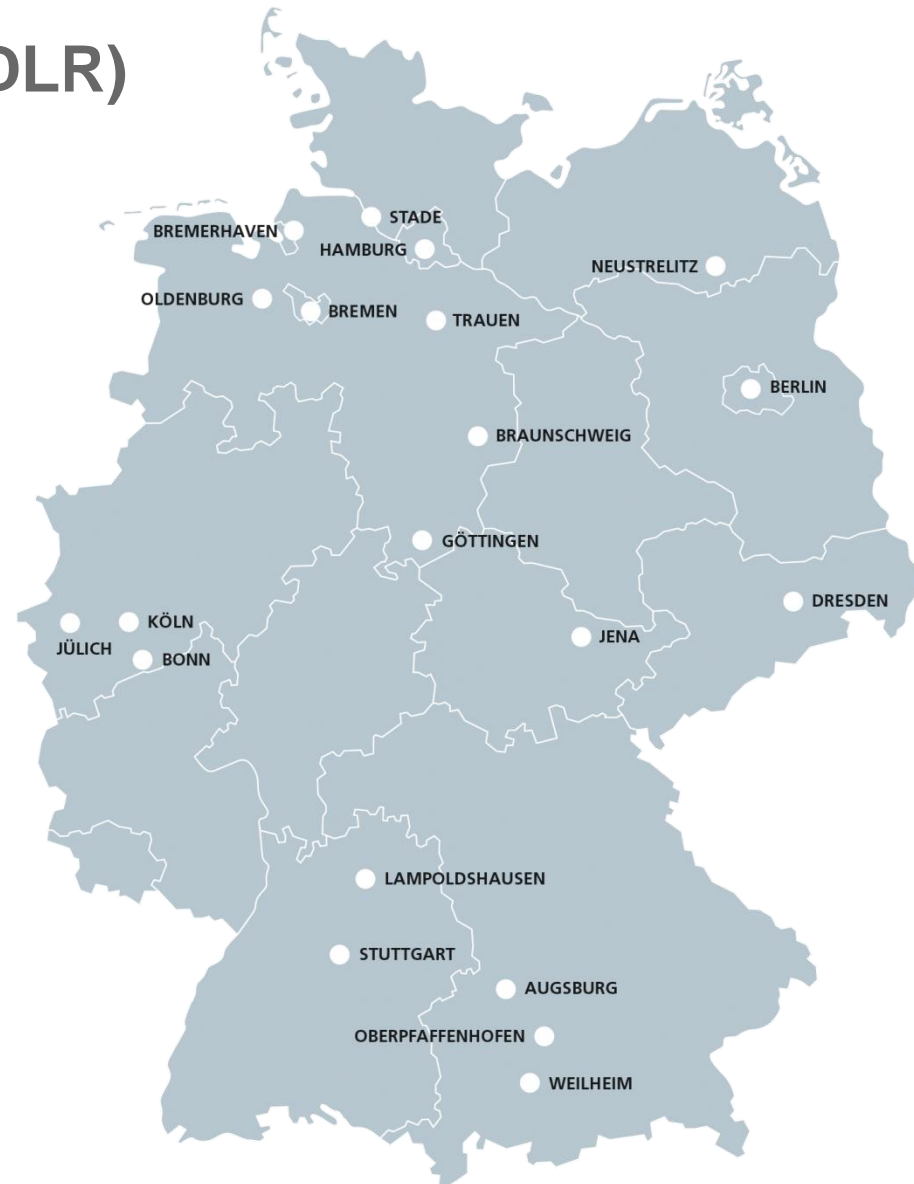 DLR)
STADE
BREMERHAVEN
HAMBURG
NEUSTRELITZ
OLDENBURG
BREMEN
TRAUEN
BERLIN
BRAUNSCHWEIG
GÖTTINGEN
DRESDEN
KÖLN
JENA
JÜLICH
BONN
LAMPOLDSHAUSEN
STUTTGART
AUGSBURG
OBERPFAFFENHOFEN
WEILHEIM